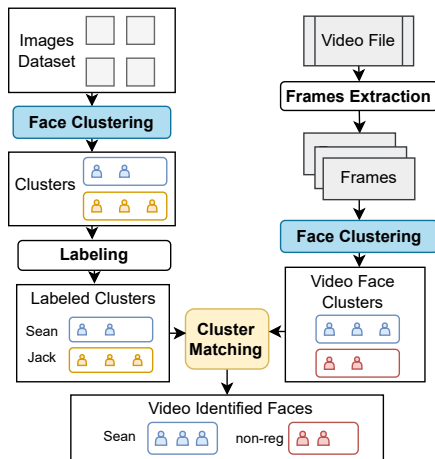 Images
Dataset
Face Clustering
Clusters
Labeling
Labeled Clusters
Sean
Jack
Video File
Frames Extraction
Frames
Face Clustering
Video Face
Clusters
Cluster
Matching
Video Identified Faces
Sean
non-reg